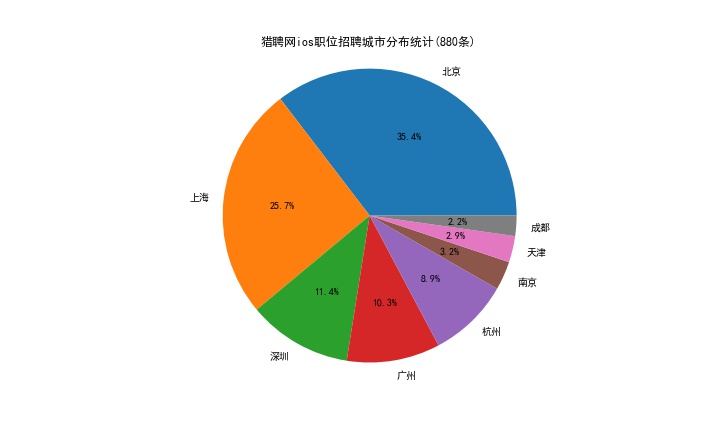 猎聘网ios职位招聘城市分布统计(880条)
北京
35.4%
上海
25.7%
2.2%
成都
2.9%
天津
3.2%
南京
8.9%
杭州
11.4%
深圳
10.3%
广州